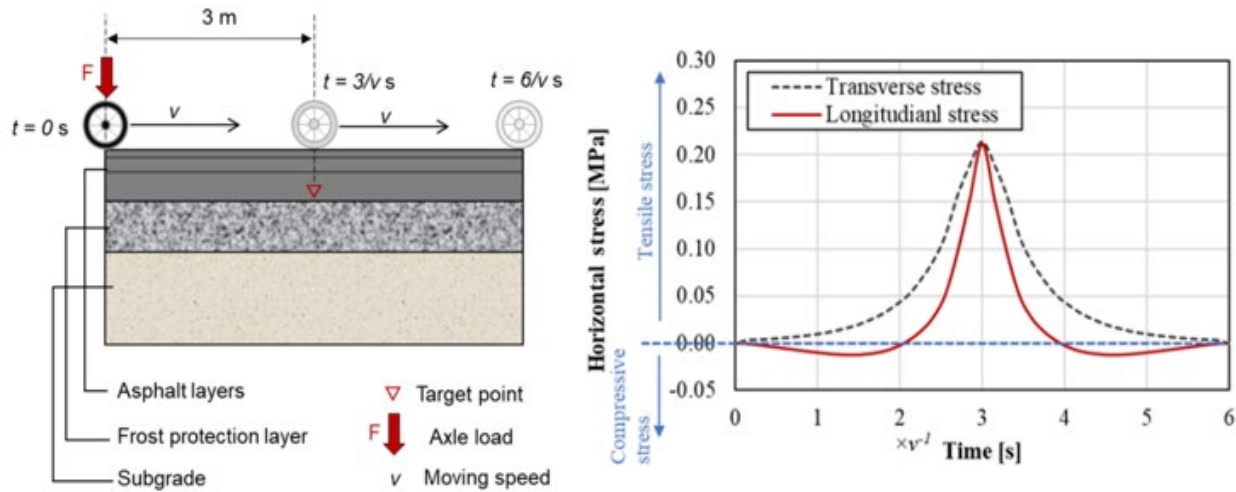 3 m
F
t = 3/v s
t = 6/v s
t = 0 s
v
v
Asphalt layers
Frost protection layer
Subgrade
Target point
F
Axle load
v Moving speed
Horizontal stress [MPa]
Tensile stress
Compressive
stress
0.30
0.25
0.20
0.15
0.10
0.05
0.00
-0.05
Transverse stress
Longitudianl stress
0 1 2 3 4 5 6
×v⁻¹ Time [s]